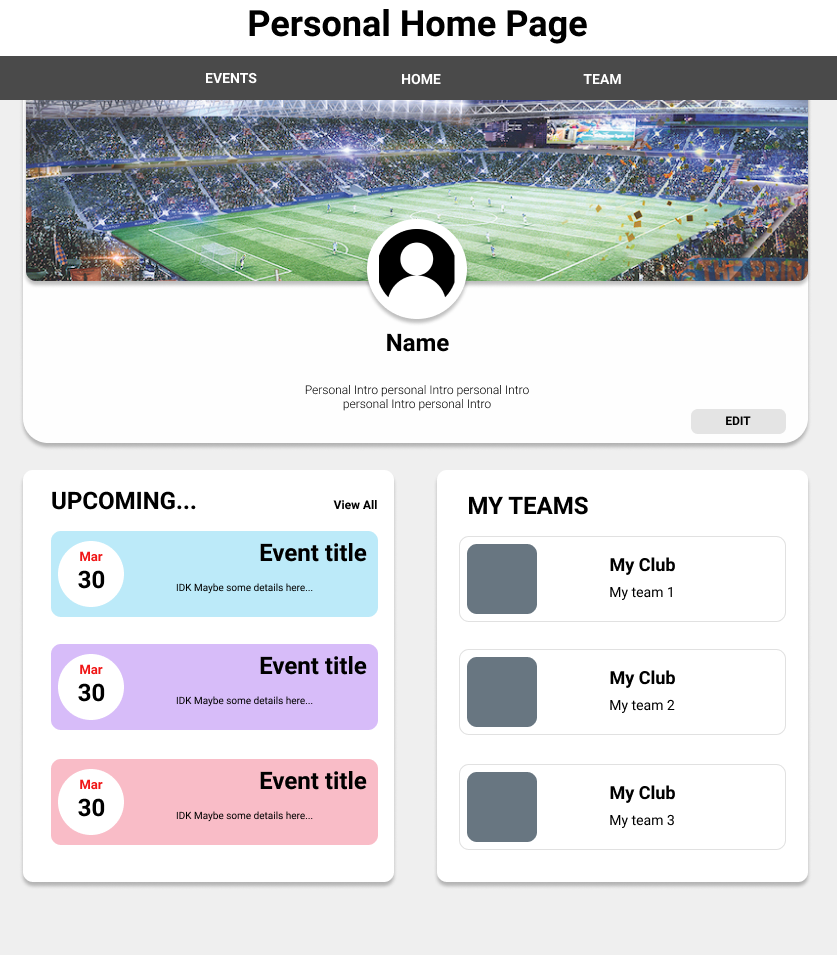 Personal Home Page
EVENTS
HOME
TEAM
Name
Personal Intro personal Intro personal Intro
personal Intro personal Intro
EDIT
UPCOMING...
View All
Mar
30
Event title
IDK Maybe some details here...
Mar
30
Event title
IDK Maybe some details here...
Mar
30
Event title
IDK Maybe some details here...
MY TEAMS
My Club
My team 1
My Club
My team 2
My Club
My team 3